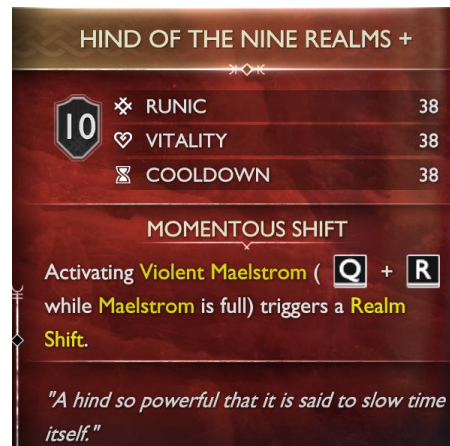 HIND OF THE NINE REALMS +
10
RUNIC 38
VITALITY 38
COOLDOWN 38
MOMENTOUS SHIFT
Activating Violent Maelstrom ( Q + R
while Maelstrom is full) triggers a Realm
Shift.
"A hind so powerful that it is said to slow time
itself."